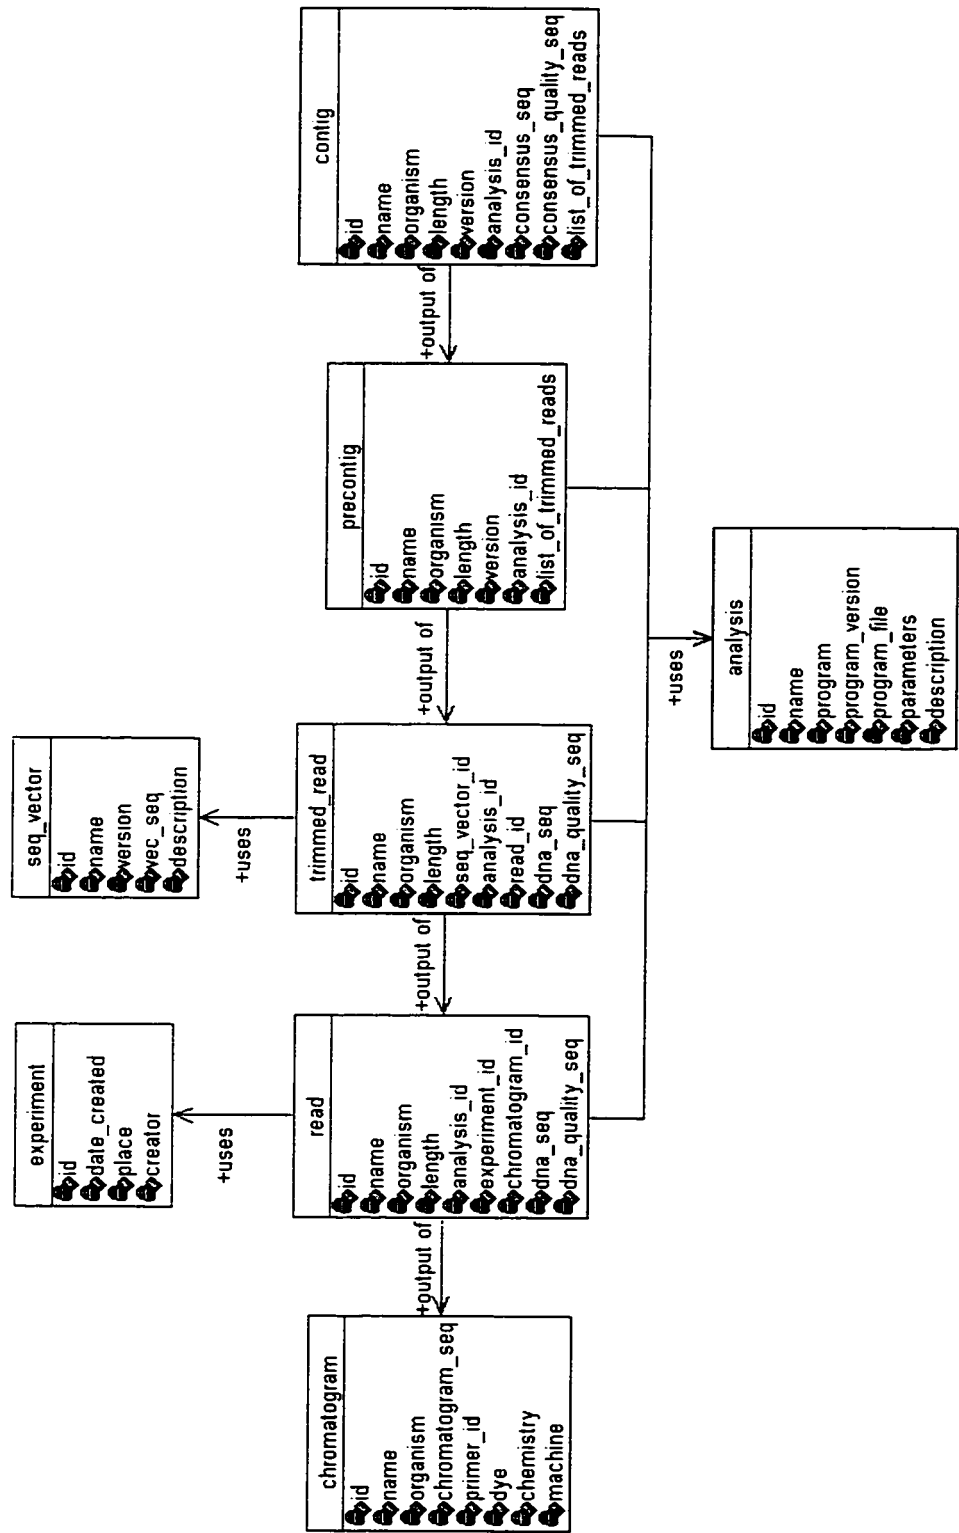 experiment
id
date_created
place
creator
seq_vector
id
name
version
vec_seq
description
+uses
+uses
chromatogram
id
name
organism
chromatogram_seq
primer_id
dye
chemistry
machine
+output of
read
id
name
organism
length
analysis_id
experiment_id
chromatogram_id
dna_seq
dna_quality_seq
+output of
trimmed_read
id
name
organism
length
seq_vector_id
analysis_id
read_id
dna_seq
dna_quality_seq
+output of
precontig
id
name
organism
length
version
analysis_id
list_of_trimmed_reads
+output of
contig
id
name
organism
length
version
analysis_id
consensus_seq
consensus_quality_seq
list_of_trimmed_reads
+uses
analysis
id
name
program
program_version
program_file
parameters
description